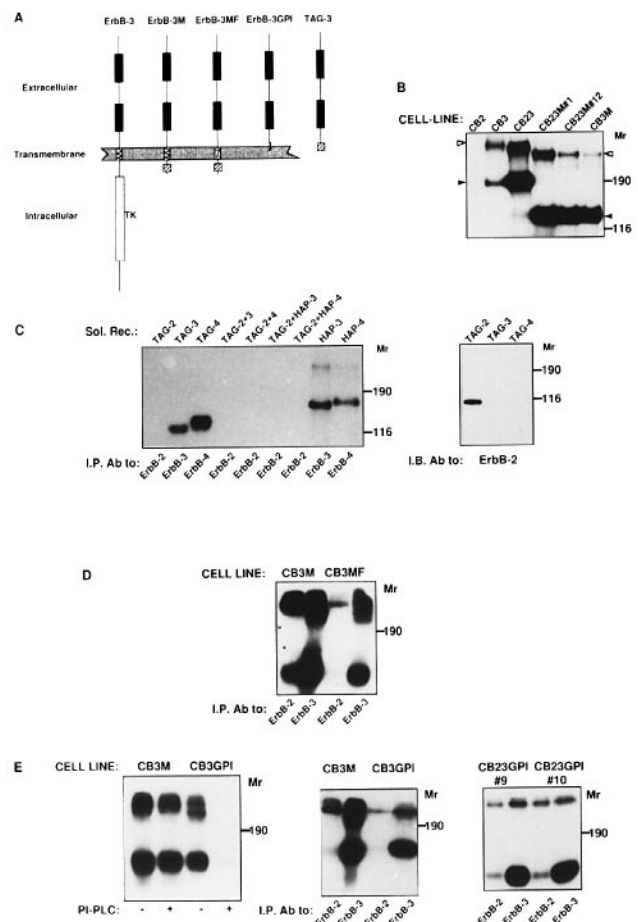 A
ErbB-3 ErbB-3M ErbB-3MF ErbB-3GPI TAG-3
Extracellular
Transmembrane
Intracellular
TK
B
CELL-LINE: CB2 CB3 CB23 CB23M#1 CB23M#12 CB3M
Mr
190
116
C
Sol. Rec.: TAG-2 TAG-3 TAG-4 TAG-2+3 TAG-2+4 TAG-2+HAP-3 TAG-2+HAP-4 HAP-3 HAP-4
Mr
190
116
I.P. Ab to: ErbB-2 ErbB-3 ErbB-4 ErbB-2 ErbB-2 ErbB-2 ErbB-2 ErbB-3 ErbB-4
TAG-2 TAG-3 TAG-4
Mr
190
116
I.B. Ab to: ErbB-2
D
CELL LINE: CB3M CB3MF
Mr
190
I.P. Ab to: ErbB-2 ErbB-3 ErbB-2 ErbB-3
E
CELL LINE: CB3M CB3GPI
Mr
190
PI-PLC: - + - +
CB3M CB3GPI
Mr
190
I.P. Ab to: ErbB-2 ErbB-3 ErbB-2 ErbB-3
CB23GPI CB23GPI
#9 #10
Mr
190
ErbB-2 ErbB-3 ErbB-2 ErbB-3